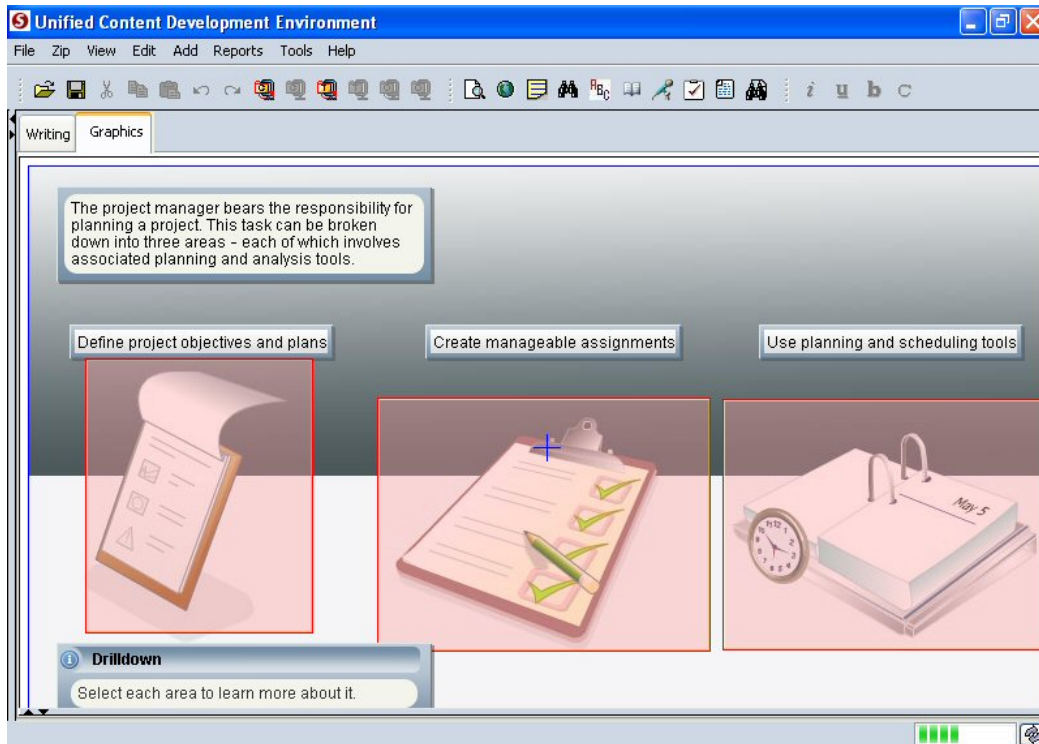 Unified Content Development Environment
File Zip View Edit Add Reports Tools Help
ABC i u b c
Writing Graphics
The project manager bears the responsibility for
planning a project. This task can be broken
down into three areas - each of which involves
associated planning and analysis tools.
Define project objectives and plans
Create manageable assignments
Use planning and scheduling tools
May 5
Drilldown
Select each area to learn more about it.